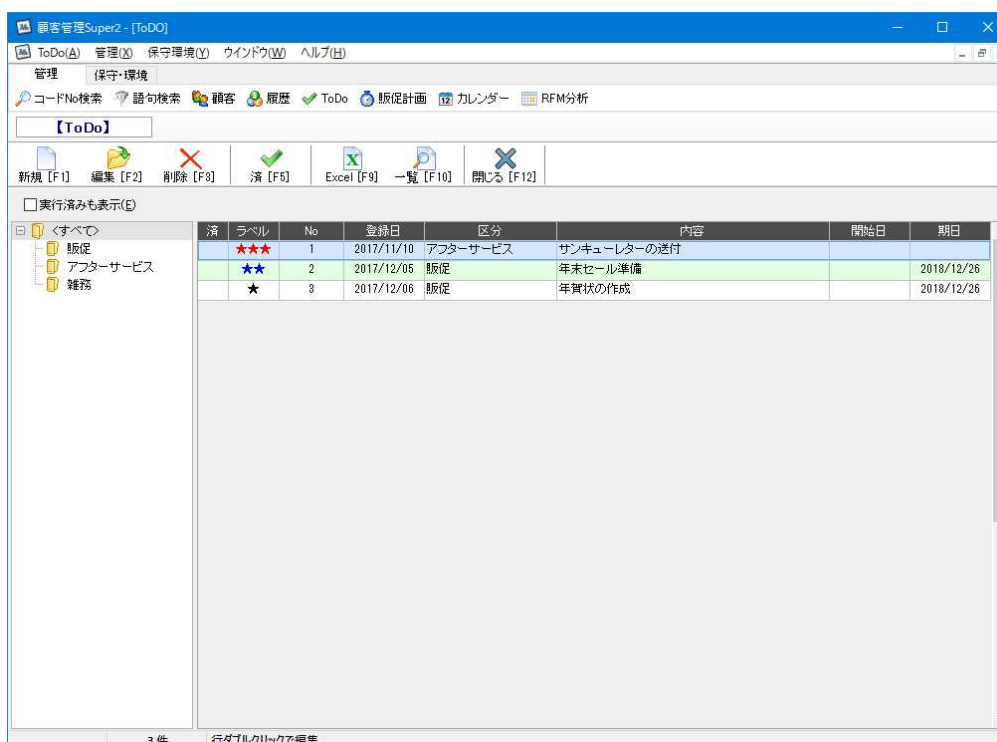 顧客管理Super2 - [ToDO]
ToDo(A) 管理(X) 保守環境(Y) ウインドウ(W) ヘルプ(H)
管理 保守・環境
コードNo検索 語句検索 顧客 履歴 ToDo 販促計画 12 カレンダー RFM分析
【ToDo】
新規 [F1] 編集 [F2] 削除 [F3] 済 [F5] Excel [F9] 一覧 [F10] 閉じる [F12]
実行済みも表示(E)
<すべて>
販促
アフターサービス
雑務
済 ラベル No 登録日 区分 内容 開始日 期日
★★★ 1 2017/11/10 アフターサービス サンキューレターの送付
★★ 2 2017/12/05 販促 年末セール準備 2018/12/26
★ 3 2017/12/06 販促 年賀状の作成 2018/12/26
3 件 行ダブルクリックで編集